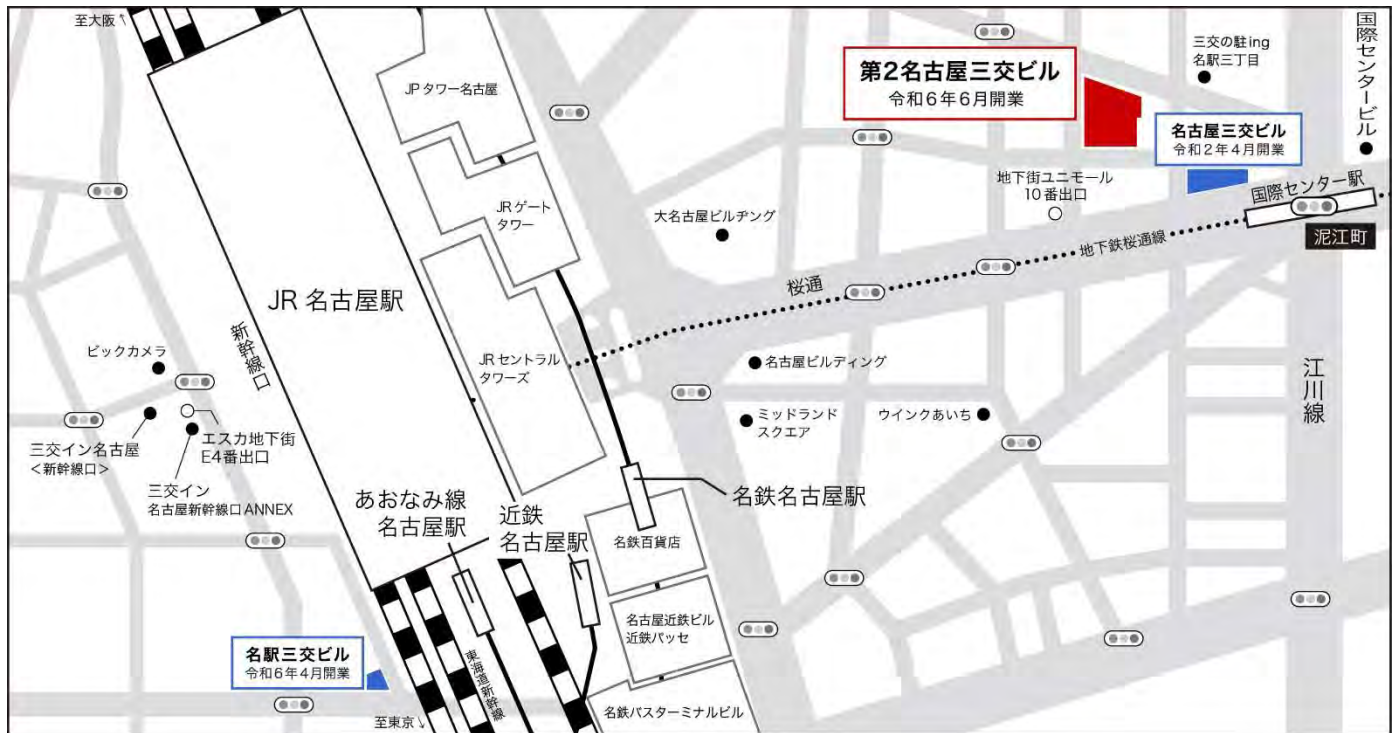 至大阪
JPタワー名古屋
JRゲート
タワー
JRセントラル
タワーズ
JR 名古屋駅
新幹線口
ビックカメラ
三交イン名古屋
<新幹線口>
エスカ地下街
E4番出口
三交イン
名古屋新幹線口ANNEX
あおなみ線
名古屋駅
近鉄
名古屋駅
名鉄名古屋駅
名鉄百貨店
名古屋近鉄ビル
近鉄パッセ
名鉄バスターミナルビル
名駅三交ビル
令和6年4月開業
至東京
東海道新幹線
第2名古屋三交ビル
令和6年6月開業
三交の駐ing
名駅三丁目
国際センタービル
名古屋三交ビル
令和2年4月開業
地下街ユニモール
10番出口
国際センター駅
泥江町
地下鉄桜通線
桜通
大名古屋ビルヂング
名古屋ビルディング
ミッドランド
スクエア
ウインクあいち
江川線